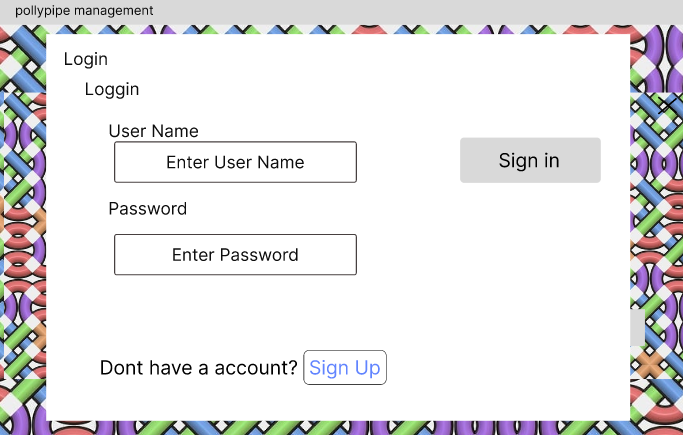 pollypipe management
Login
Loggin
User Name
Enter User Name
Sign in
Password
Enter Password
Dont have a account? Sign Up